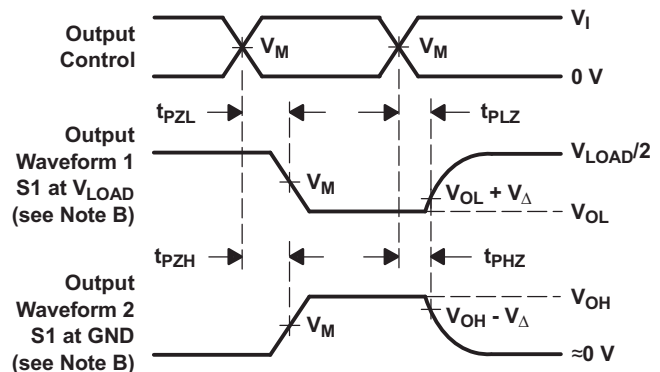 Output
Control
V_I
V_M
V_M
0 V
t_PZL
t_PLZ
Output
Waveform 1
S1 at V_LOAD
(see Note B)
V_LOAD/2
V_M
V_OL + V_Δ
V_OL
t_PZH
t_PHZ
Output
Waveform 2
S1 at GND
(see Note B)
V_OH
V_M
V_OH - V_Δ
≈0 V